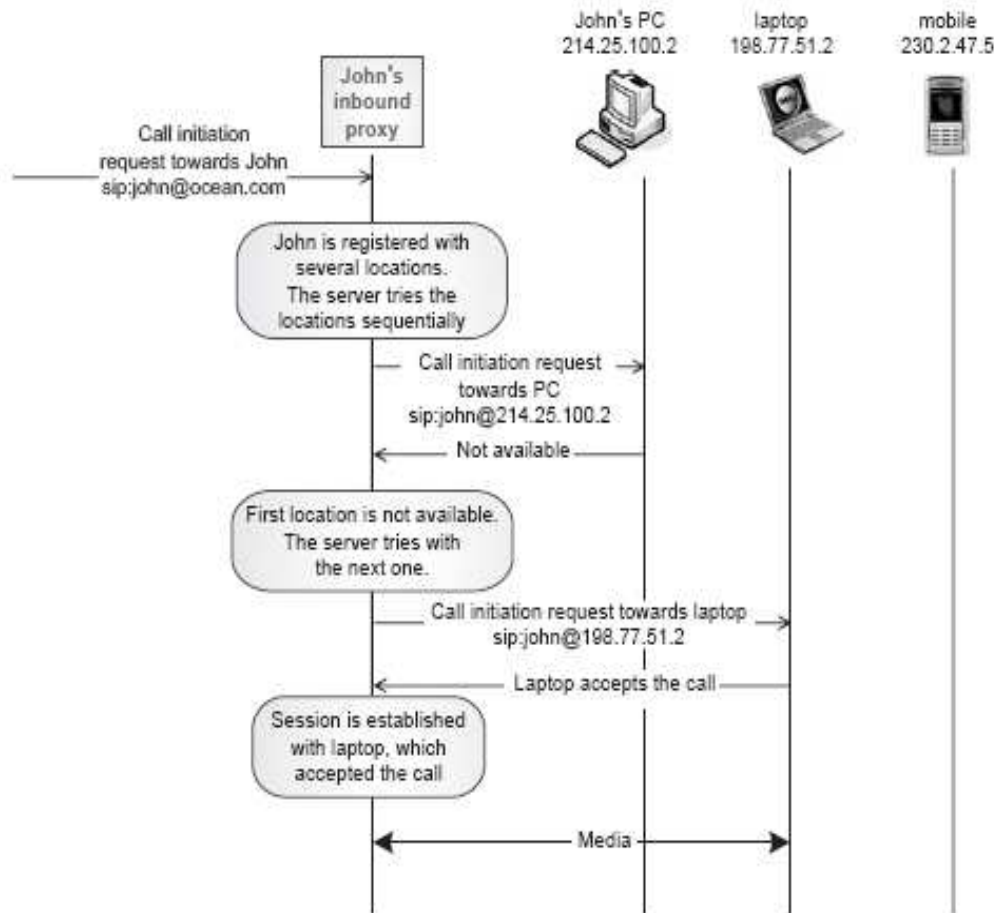 John's PC
214.25.100.2
laptop
198.77.51.2
mobile
230.2.47.5
John's
inbound
proxy
Call initiation
request towards John
sip:john@ocean.com
John is registered with
several locations.
The server tries the
locations sequentially
Call initiation request
towards PC
sip:john@214.25.100.2
Not available
First location is not available.
The server tries with
the next one.
Call initiation request towards laptop
sip:john@198.77.51.2
Laptop accepts the call
Session is established
with laptop, which
accepted the call
Media